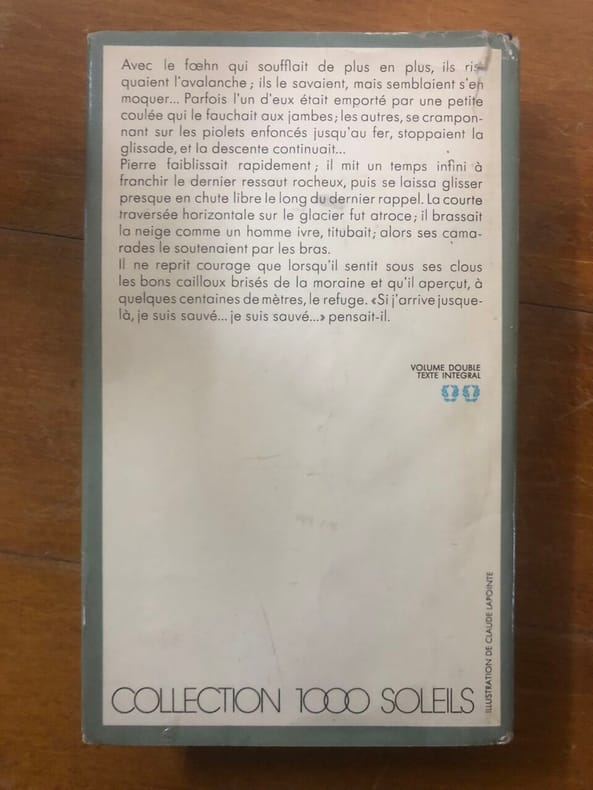 Avec le fœhn qui soufflait de plus en plus, ils ris-
quaient l'avalanche ; ils le savaient, mais semblaient s'en
moquer... Parfois l'un d'eux était emporté par une petite
coulée qui le fauchait aux jambes; les autres, se crampon-
nant sur les piolets enfoncés jusqu'au fer, stoppaient la
glissade, et la descente continuait...
Pierre faiblissait rapidement ; il mit un temps infini à
franchir le dernier ressaut rocheux, puis se laissa glisser
presque en chute libre le long du dernier rappel. La courte
traversée horizontale sur le glacier fut atroce; il brassait
la neige comme un homme ivre, titubait; alors ses cama-
rades le soutenaient par les bras.
Il ne reprit courage que lorsqu'il sentit sous ses clous
les bons cailloux brisés de la moraine et qu'il aperçut, à
quelques centaines de mètres, le refuge. «Si j'arrive jusque-
là, je suis sauvé... je suis sauvé...» pensait-il.
VOLUME DOUBLE
TEXTE INTEGRAL
ILLUSTRATION DE CLAUDE LAPOINTE
COLLECTION 1000 SOLEILS